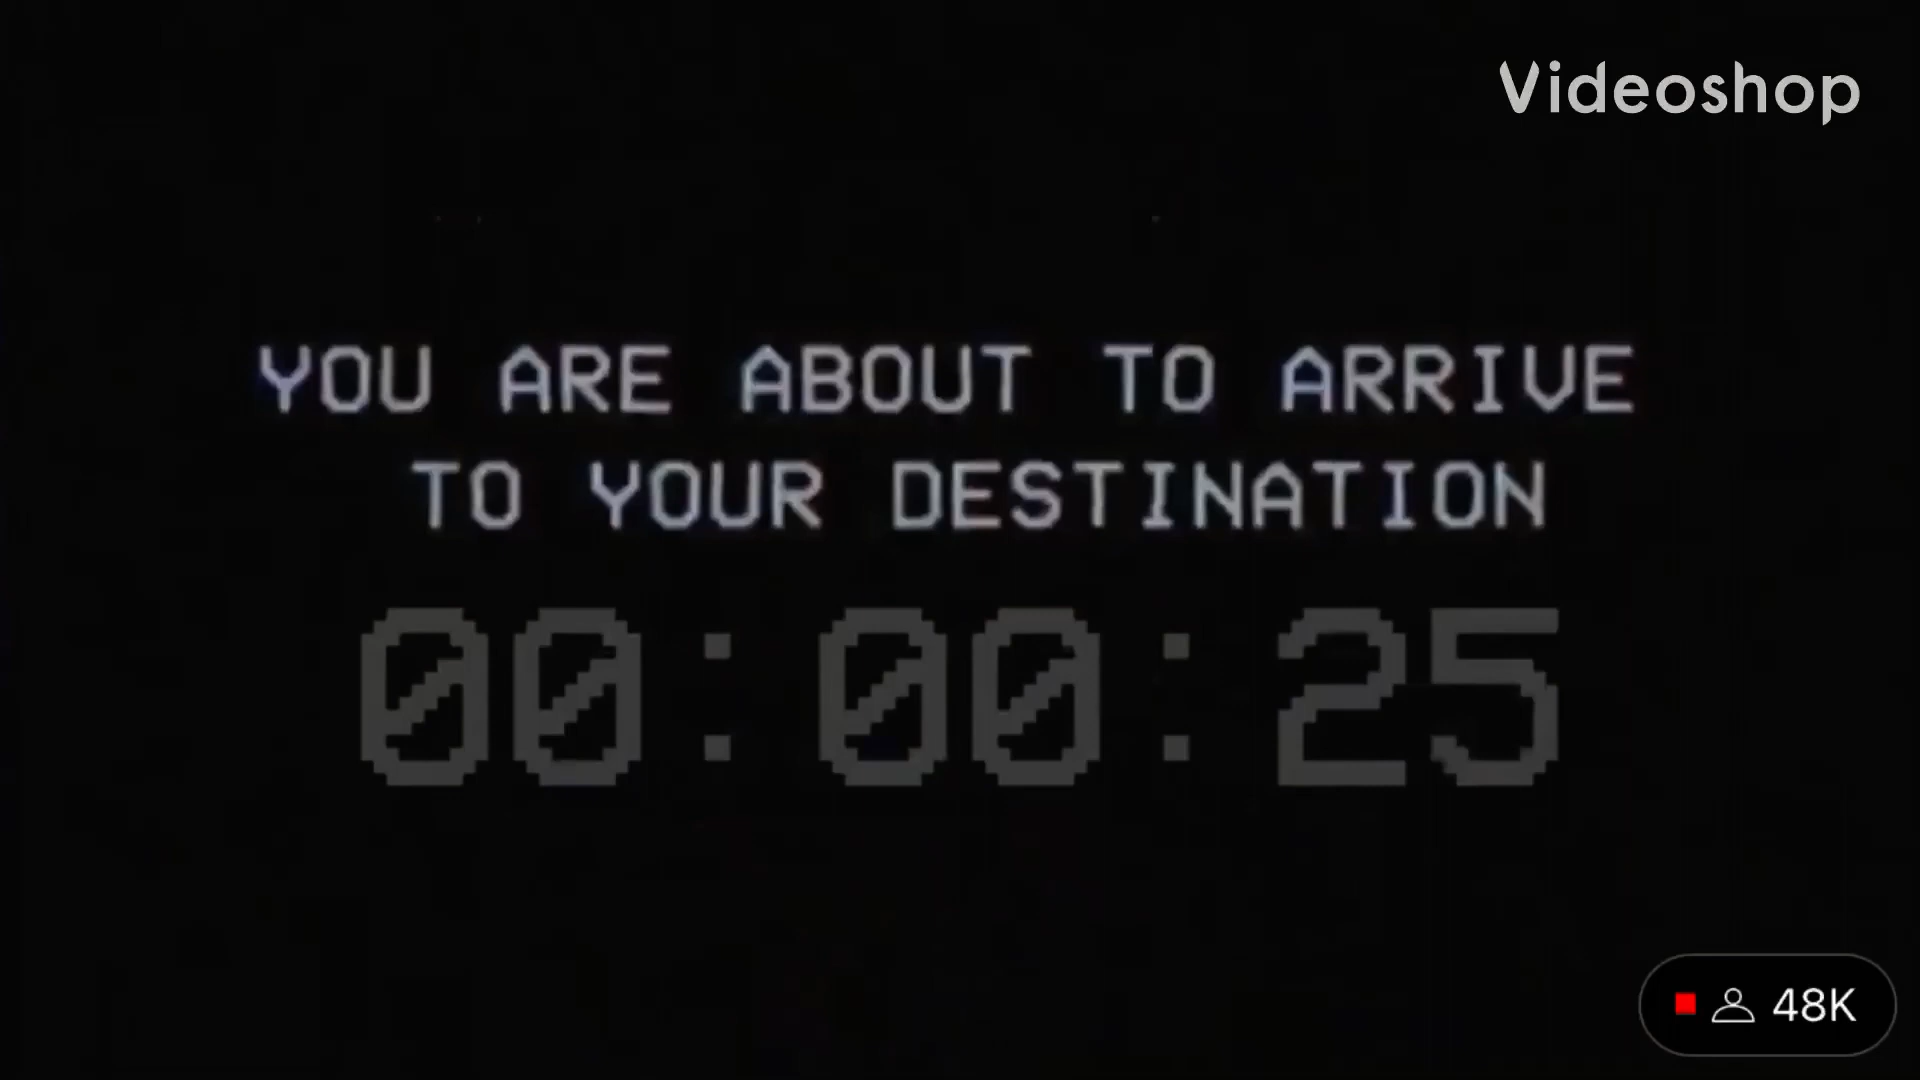 Videoshop
YOU ARE ABOUT TO ARRIVE
TO YOUR DESTINATION
00:00:25
48K